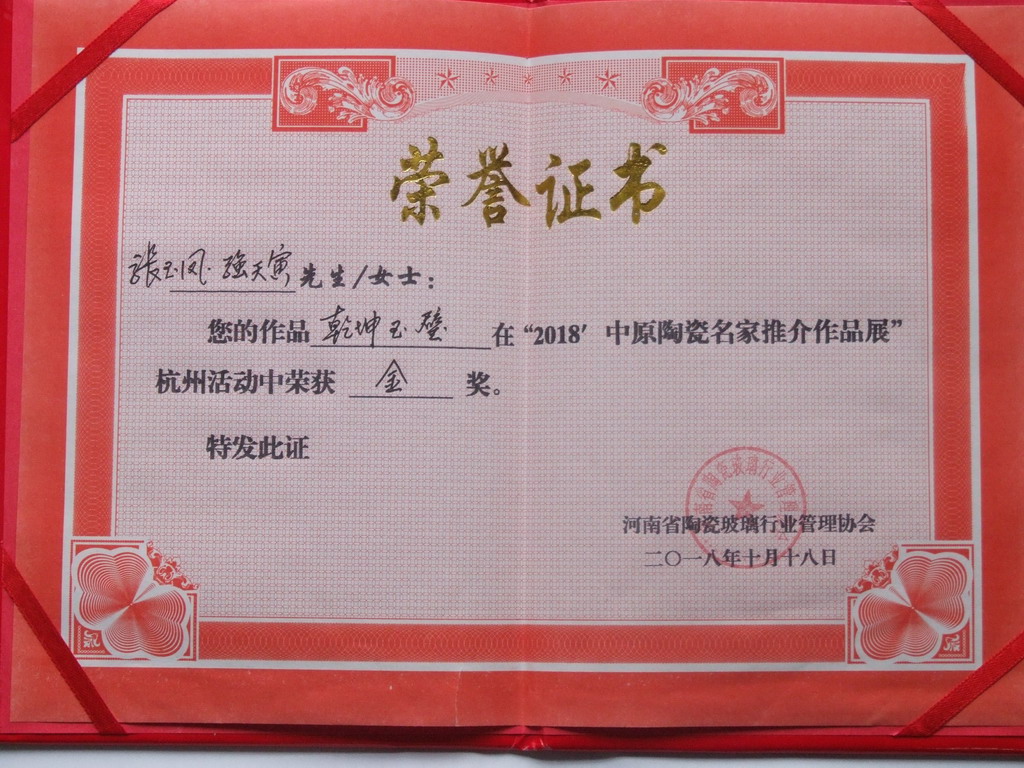 荣誉证书
張玉凤 强天寅 先生/女士：
您的作品 乾坤玉璧 在“2018′中原陶瓷名家推介作品展”
杭州活动中荣获 金 奖。
特发此证
河南省陶瓷玻璃行业管理协会
二〇一八年十月十八日